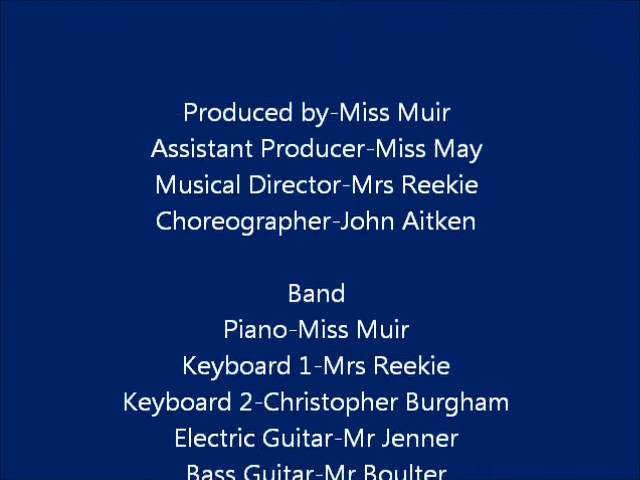 Produced by-Miss Muir
Assistant Producer-Miss May
Musical Director-Mrs Reekie
Choreographer-John Aitken
Band
Piano-Miss Muir
Keyboard 1-Mrs Reekie
Keyboard 2-Christopher Burgham
Electric Guitar-Mr Jenner
Bass Guitar-Mr Boulter